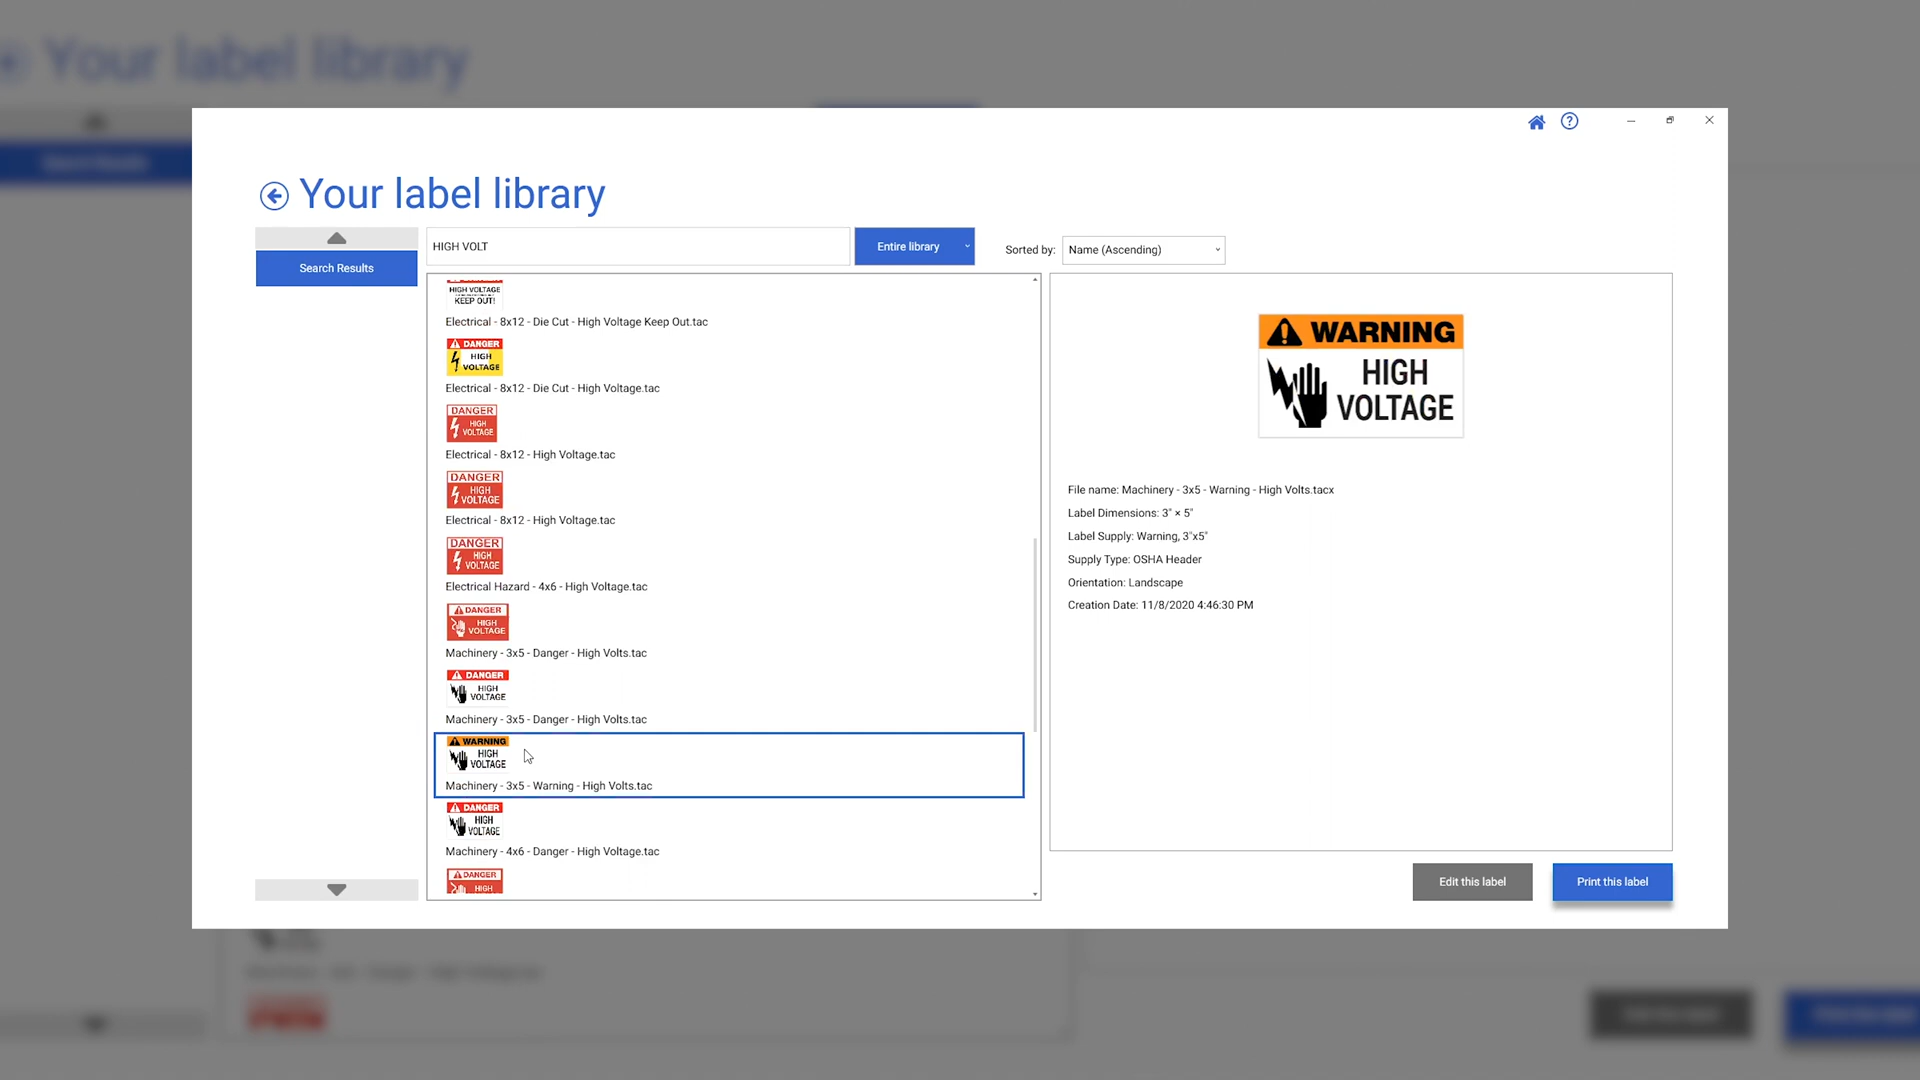 Your label library
Your label library
HIGH VOLT
Entire library
Sorted by:
Name (Ascending)
Search Results
HIGH VOLTAGE
KEEP OUT!
Electrical - 8x12 - Die Cut - High Voltage Keep Out.tac
DANGER
HIGH
VOLTAGE
Electrical - 8x12 - Die Cut - High Voltage.tac
DANGER
HIGH
VOLTAGE
Electrical - 8x12 - High Voltage.tac
DANGER
HIGH
VOLTAGE
Electrical - 8x12 - High Voltage.tac
DANGER
HIGH
VOLTAGE
Electrical Hazard - 4x6 - High Voltage.tac
DANGER
HIGH
VOLTAGE
Machinery - 3x5 - Danger - High Volts.tac
DANGER
HIGH
VOLTAGE
Machinery - 3x5 - Danger - High Volts.tac
WARNING
HIGH
VOLTAGE
Machinery - 3x5 - Warning - High Volts.tac
DANGER
HIGH
VOLTAGE
Machinery - 4x6 - Danger - High Voltage.tac
DANGER
HIGH
WARNING
HIGH
VOLTAGE
File name: Machinery - 3x5 - Warning - High Volts.tacx
Label Dimensions: 3" × 5"
Label Supply: Warning, 3"x5"
Supply Type: OSHA Header
Orientation: Landscape
Creation Date: 11/8/2020 4:46:30 PM
Edit this label
Print this label